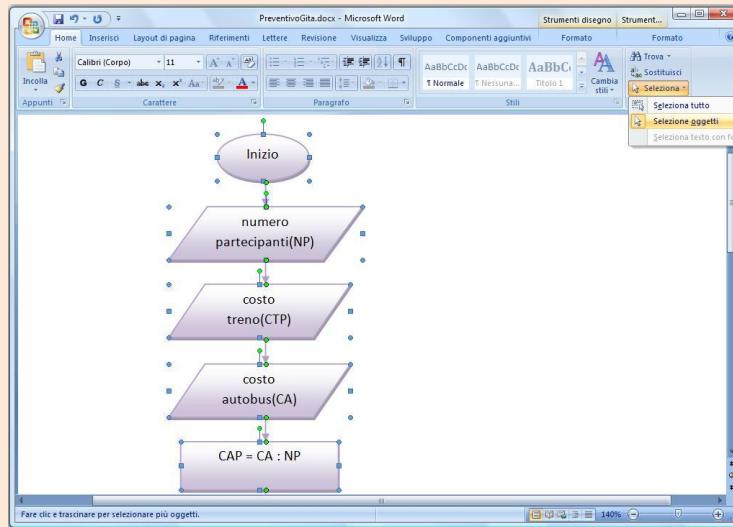 PreventivoGita.docx - Microsoft Word
Strumenti disegno
Strument...
Home
Inserisci
Layout di pagina
Riferimenti
Lettere
Revisione
Visualizza
Sviluppo
Componenti aggiuntivi
Formato
Formato
Incolla
Calibri (Corpo)
11
G C S abe x, x² Aa
AaBbCcDc
AaBbCcDc
AaBbC
¶ Normale
¶ Nessuna...
Titolo 1
Cambia
stili
Trova
Sostituisci
Seleziona
Appunti
Carattere
Paragrafo
Stili
Seleziona tutto
Selezione oggetti
Seleziona testo con
Inizio
numero
partecipanti(NP)
costo
treno(CTP)
costo
autobus(CA)
CAP = CA : NP
Fare clic e trascinare per selezionare più oggetti.
140%